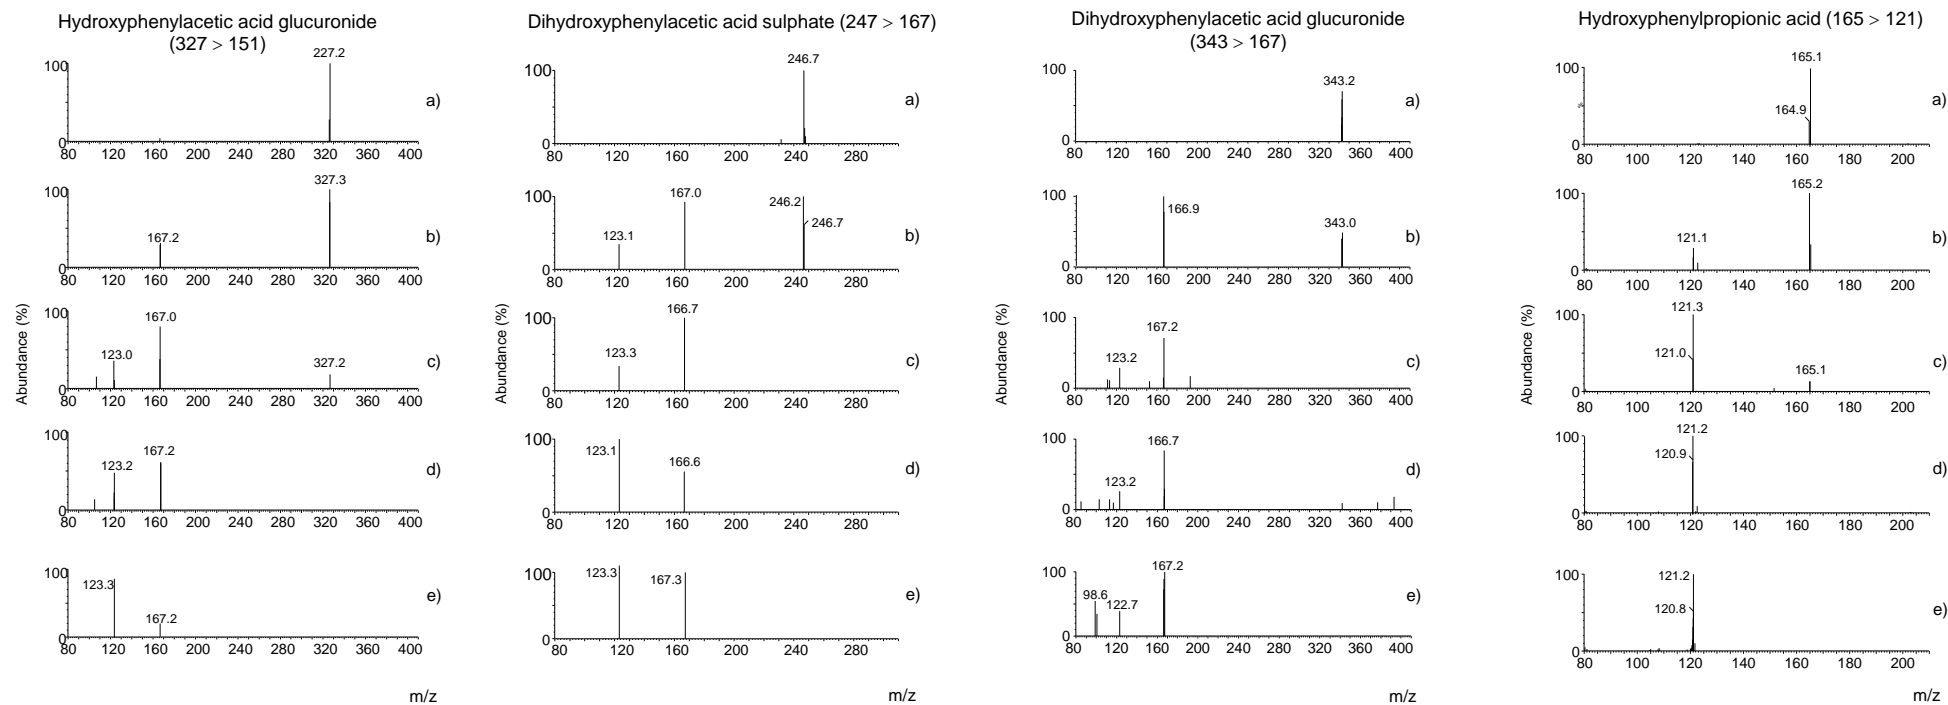 Hydroxyphenylacetic acid glucuronide
(327 > 151)
227.2
100
a)
0
80 120 160 200 240 280 320 360 400
327.3
100
167.2
b)
0
80 120 160 200 240 280 320 360 400
100
167.0
123.0
327.2
c)
0
80 120 160 200 240 280 320 360 400
Abundance (%)
100
167.2
123.2
d)
0
80 120 160 200 240 280 320 360 400
100
123.3
167.2
e)
0
80 120 160 200 240 280 320 360 400
m/z
Dihydroxyphenylacetic acid sulphate (247 > 167)
246.7
100
a)
0
80 120 160 200 240 280
100
167.0
246.2
246.7
123.1
b)
0
80 120 160 200 240 280
166.7
100
123.3
c)
0
80 120 160 200 240 280
Abundance (%)
100
123.1
166.6
d)
0
80 120 160 200 240 280
100
123.3
167.3
e)
0
80 120 160 200 240 280
m/z
Dihydroxyphenylacetic acid glucuronide
(343 > 167)
100
343.2
a)
0
80 120 160 200 240 280 320 360 400
100
166.9
343.0
b)
0
80 120 160 200 240 280 320 360 400
100
167.2
123.2
c)
0
80 120 160 200 240 280 320 360 400
Abundance (%)
100
166.7
123.2
d)
0
80 120 160 200 240 280 320 360 400
100
167.2
98.6
122.7
e)
0
80 120 160 200 240 280 320 360 400
m/z
Hydroxyphenylpropionic acid (165 > 121)
165.1
100
164.9
%
a)
0
80 100 120 140 160 180 200
165.2
100
121.1
b)
0
80 100 120 140 160 180 200
121.3
100
121.0
165.1
c)
0
80 100 120 140 160 180 200
Abundance (%)
121.2
100
120.9
d)
0
80 100 120 140 160 180 200
100
121.2
120.8
e)
0
80 100 120 140 160 180 200
m/z